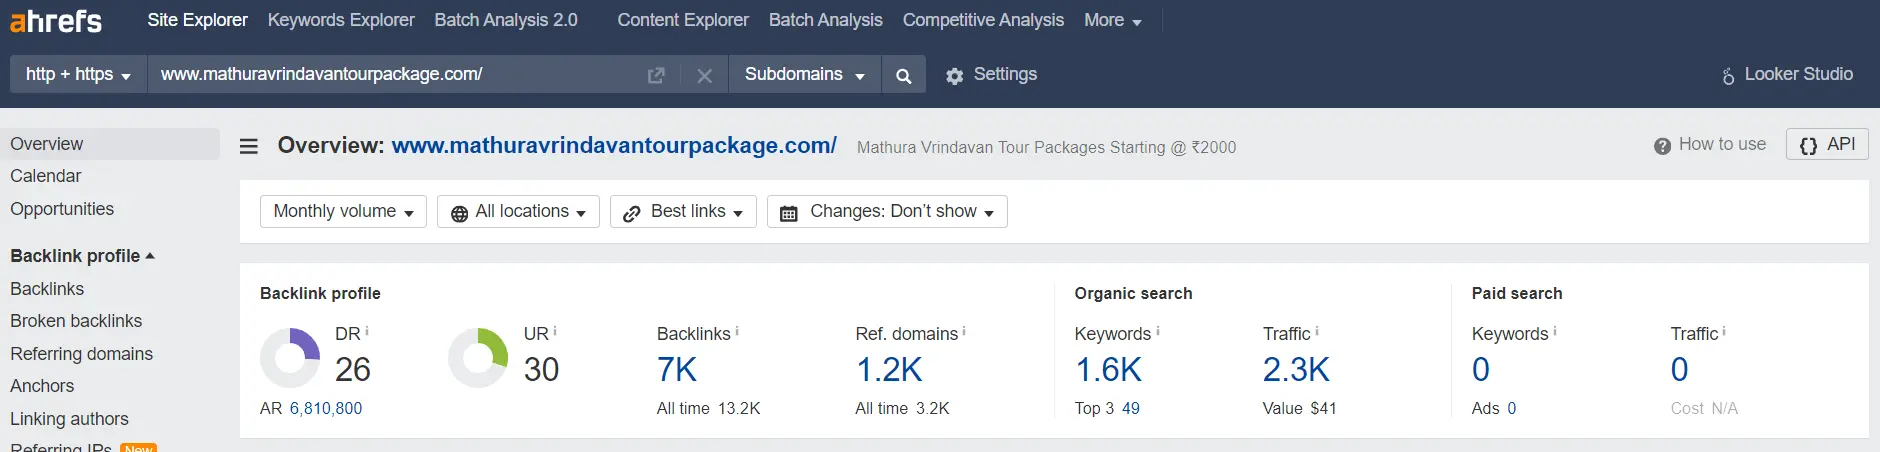 ahrefs Site Explorer Keywords Explorer Batch Analysis 2.0 Content Explorer Batch Analysis Competitive Analysis More
http + https www.mathuravrindavantourpackage.com/ Subdomains Settings Looker Studio
Overview
Calendar
Opportunities
Backlink profile
Backlinks
Broken backlinks
Referring domains
Anchors
Linking authors
Referring IPs New
Overview: www.mathuravrindavantourpackage.com/ Mathura Vrindavan Tour Packages Starting @ ₹2000 How to use API
Monthly volume All locations Best links Changes: Don't show
Backlink profile
DR
26
AR 6,810,800
UR
30
Backlinks
7K
All time 13.2K
Ref. domains
1.2K
All time 3.2K
Organic search
Keywords
1.6K
Top 3 49
Traffic
2.3K
Value $41
Paid search
Keywords
0
Ads 0
Traffic
0
Cost N/A